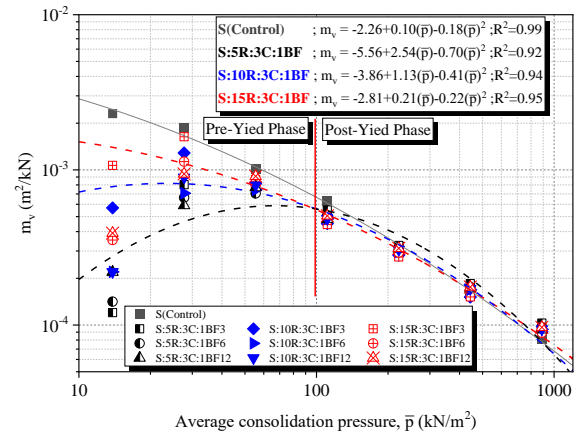 S(Control) ; mᵥ = -2.26+0.10(p̅)-0.18(p̅)² ;R²=0.99
S:5R:3C:1BF ; mᵥ = -5.56+2.54(p̅)-0.70(p̅)² ;R²=0.92
S:10R:3C:1BF ; mᵥ = -3.86+1.13(p̅)-0.41(p̅)² ;R²=0.94
S:15R:3C:1BF ; mᵥ = -2.81+0.21(p̅)-0.22(p̅)² ;R²=0.95
Pre-Yied Phase
Post-Yied Phase
10⁻²
10⁻³
10⁻⁴
mᵥ (m²/kN)
S(Control)
S:5R:3C:1BF3 S:10R:3C:1BF3 S:15R:3C:1BF3
S:5R:3C:1BF6 S:10R:3C:1BF6 S:15R:3C:1BF6
S:5R:3C:1BF12 S:10R:3C:1BF12 S:15R:3C:1BF12
10 100 1000
Average consolidation pressure, p̅ (kN/m²)